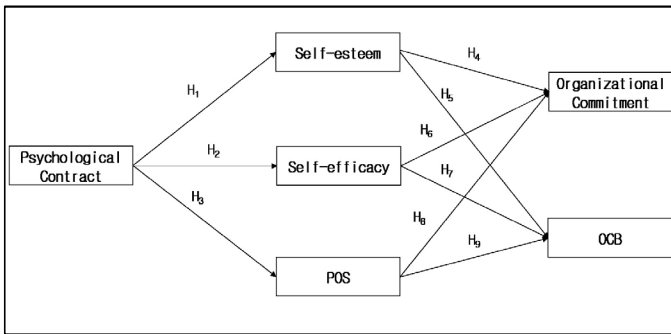 Self-esteem
H4
Organizational
Commitment
H1
H5
H6
Psychological
Contract
H2
Self-efficacy
H7
H3
H8
H9
OCB
POS